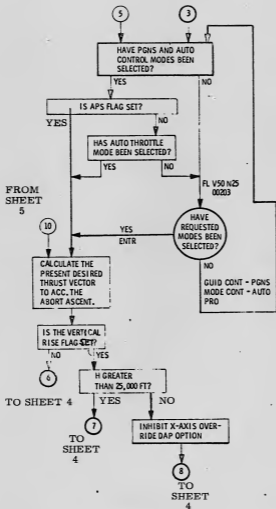 5
3
HAVE PGNS AND AUTO
CONTROL MODES BEEN
SELECTED?
YES
NO
IS APS FLAG SET?
YES
NO
HAS AUTO THROTTLE
MODE BEEN SELECTED?
YES
NO
FL V50 N25
00203
FROM
SHEET
5
YES
ENTR
HAVE
REQUESTED
MODES BEEN
SELECTED?
10
NO
CALCULATE THE
PRESENT DESIRED
THRUST VECTOR
TO ACC. THE
ABORT ASCENT.
GUID CONT - PGNS
MODE CONT - AUTO
PRO
IS THE VERTICAL
RISE FLAG SET?
NO
YES
6
H GREATER
THAN 25,000 FT?
TO SHEET 4
YES
NO
7
INHIBIT X-AXIS OVER-
RIDE DAP OPTION
TO
SHEET
4
8
TO
SHEET
4